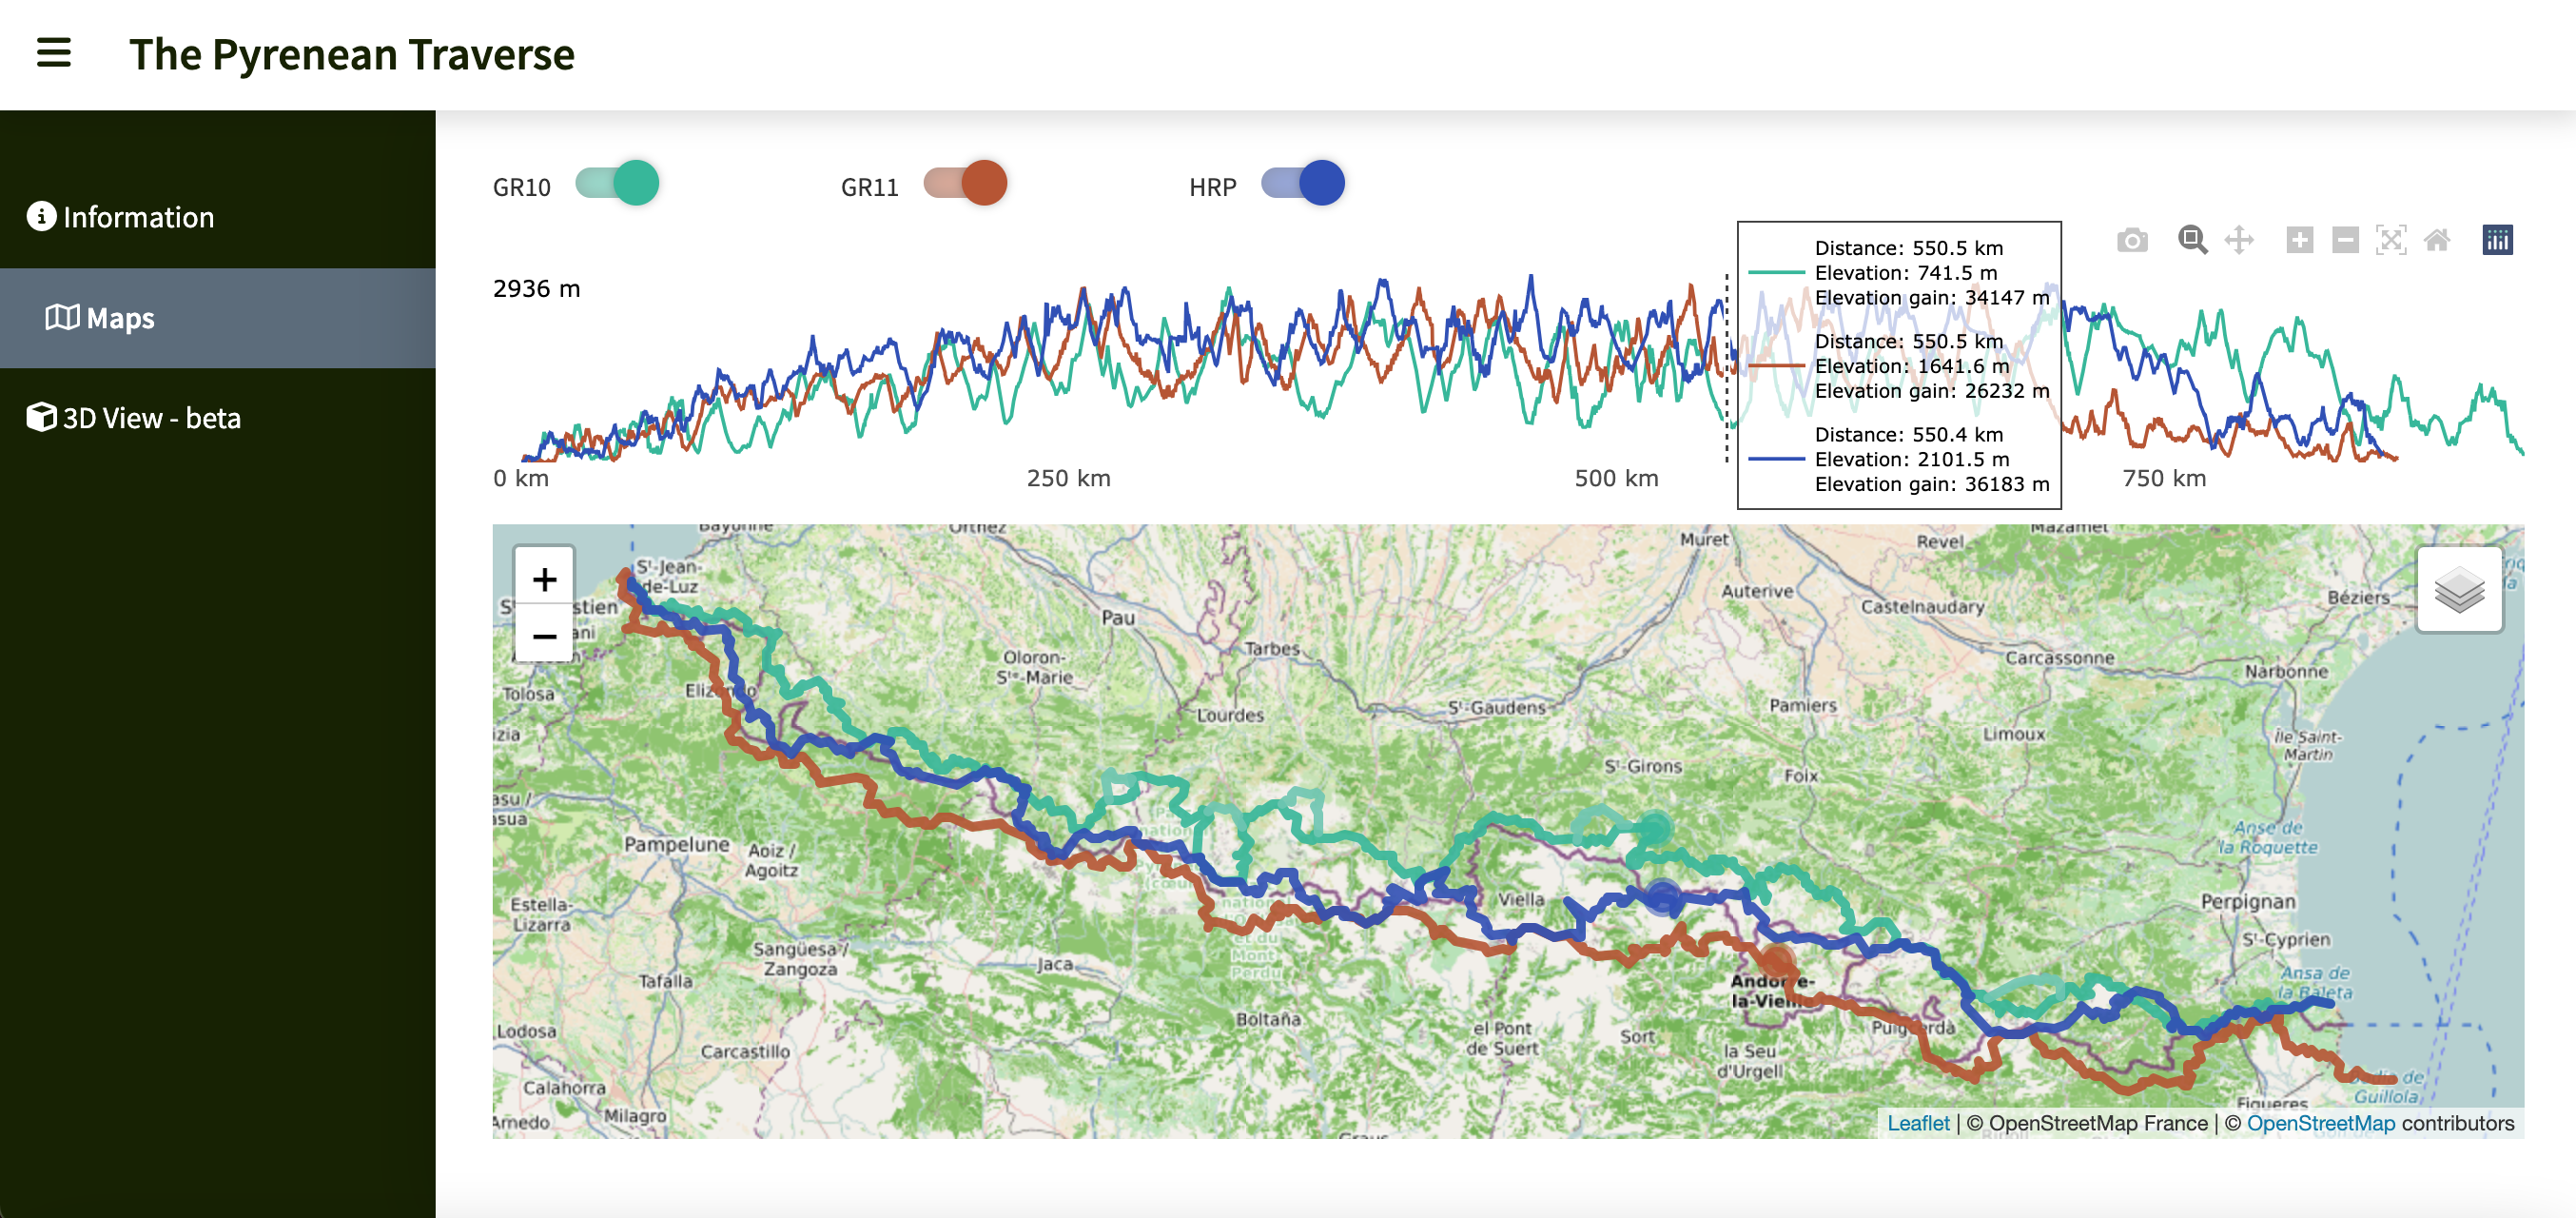 The Pyrenean Traverse
Information
Maps
3D View - beta
GR10
GR11
HRP
2936 m
Distance: 550.5 km
Elevation: 741.5 m
Elevation gain: 34147 m
Distance: 550.5 km
Elevation: 1641.6 m
Elevation gain: 26232 m
Distance: 550.4 km
Elevation: 2101.5 m
Elevation gain: 36183 m
0 km
250 km
500 km
750 km
Bayonne
Orthez
Muret
Revel
Mazamet
Sᵗ-Jean-
de-Luz
+
−
Auterive
Castelnaudary
Béziers
Pau
Tarbes
Oloron-
Sᵗᵉ-Marie
Carcassonne
Narbonne
Tolosa
Lourdes
Sᵗ-Gaudens
Pamiers
Limoux
Île Saint-
Martin
Sᵗ-Girons
Foix
Pampelune
Aoiz /
Agoitz
Anse de
la Roquette
Estella-
Lizarra
Viella
Perpignan
Sangüesa /
Zangoza
Jaca
et du
Mont
Perdu
Sᵗ-Cyprien
Tafalla
Ansa de
la Baleta
Lodosa
Carcastillo
Boltaña
el Pont
de Suert
Sort
la Seu
d'Urgell
Calahorra
Milagro
Figueres
Guillola
Leaflet | © OpenStreetMap France | © OpenStreetMap contributors